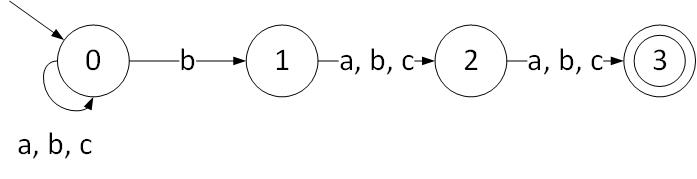 0 b 1 a, b, c 2 a, b, c 3
a, b, c